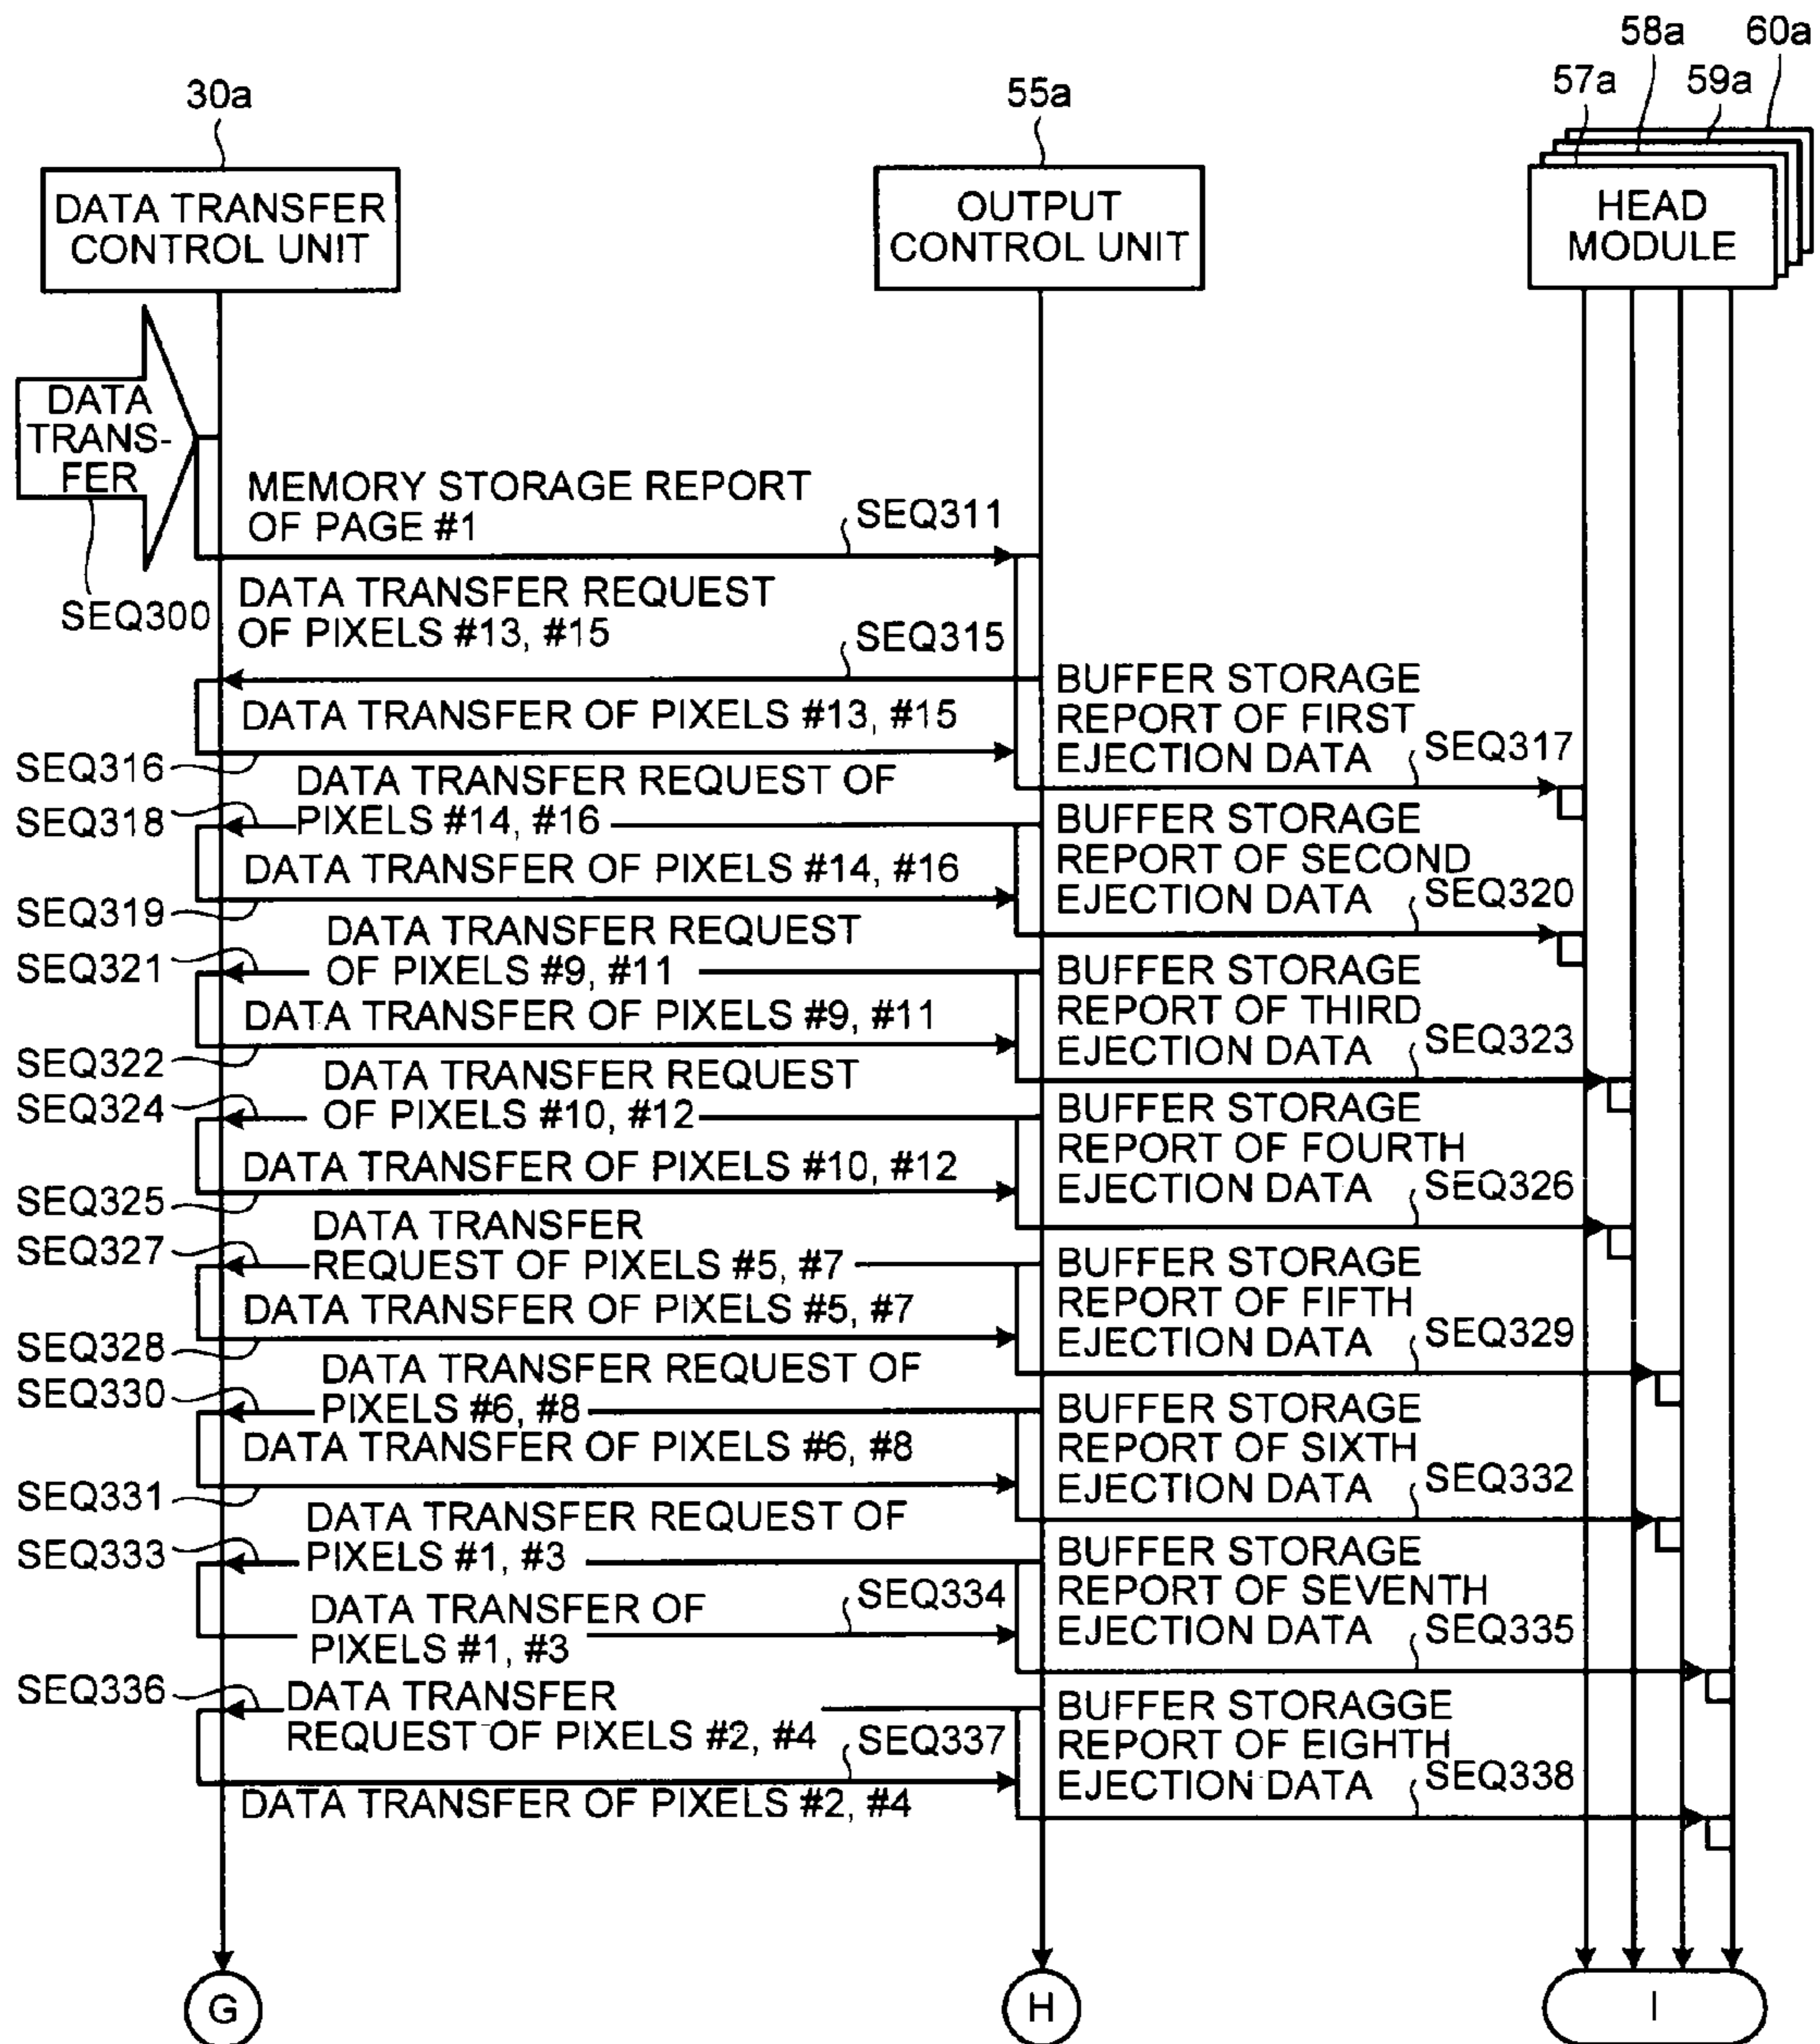 58a
60a
30a
55a
57a
59a
DATA TRANSFER
CONTROL UNIT
OUTPUT
CONTROL UNIT
HEAD
MODULE
DATA
TRANS-
FER
SEQ300
MEMORY STORAGE REPORT
OF PAGE #1
SEQ311
DATA TRANSFER REQUEST
OF PIXELS #13, #15
SEQ315
DATA TRANSFER OF PIXELS #13, #15
SEQ316
BUFFER STORAGE
REPORT OF FIRST
EJECTION DATA
SEQ317
DATA TRANSFER REQUEST OF
PIXELS #14, #16
SEQ318
DATA TRANSFER OF PIXELS #14, #16
SEQ319
BUFFER STORAGE
REPORT OF SECOND
EJECTION DATA
SEQ320
DATA TRANSFER REQUEST
OF PIXELS #9, #11
SEQ321
DATA TRANSFER OF PIXELS #9, #11
SEQ322
BUFFER STORAGE
REPORT OF THIRD
EJECTION DATA
SEQ323
DATA TRANSFER REQUEST
OF PIXELS #10, #12
SEQ324
DATA TRANSFER OF PIXELS #10, #12
SEQ325
BUFFER STORAGE
REPORT OF FOURTH
EJECTION DATA
SEQ326
DATA TRANSFER
REQUEST OF PIXELS #5, #7
SEQ327
DATA TRANSFER OF PIXELS #5, #7
SEQ328
BUFFER STORAGE
REPORT OF FIFTH
EJECTION DATA
SEQ329
DATA TRANSFER REQUEST OF
PIXELS #6, #8
SEQ330
DATA TRANSFER OF PIXELS #6, #8
SEQ331
BUFFER STORAGE
REPORT OF SIXTH
EJECTION DATA
SEQ332
DATA TRANSFER REQUEST OF
PIXELS #1, #3
SEQ333
DATA TRANSFER OF
PIXELS #1, #3
SEQ334
BUFFER STORAGE
REPORT OF SEVENTH
EJECTION DATA
SEQ335
DATA TRANSFER
REQUEST OF PIXELS #2, #4
SEQ336
DATA TRANSFER OF PIXELS #2, #4
SEQ337
BUFFER STORAGGE
REPORT OF EIGHTH
EJECTION DATA
SEQ338
G
H
I